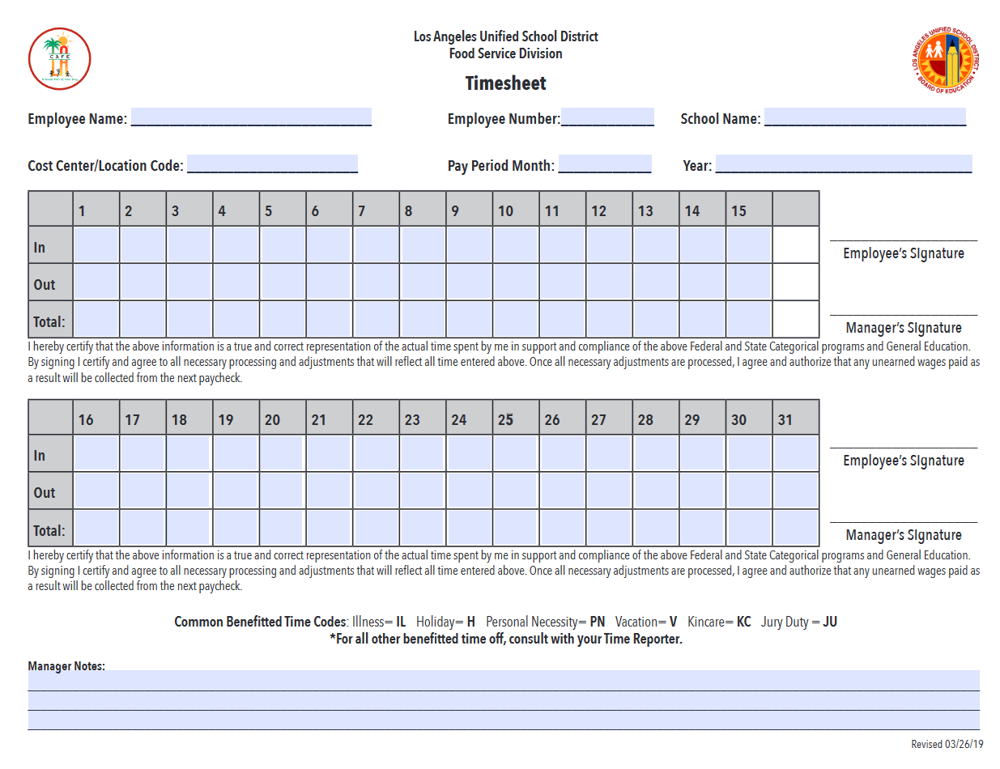 Los Angeles Unified School District
Food Service Division
Timesheet
CAFE
LOS ANGELES UNIFIED SCHOOL DISTRICT
BOARD OF EDUCATION
Employee Name:
Employee Number:
School Name:
Cost Center/Location Code:
Pay Period Month:
Year:
1 2 3 4 5 6 7 8 9 10 11 12 13 14 15
In
Out
Total:
Employee's SIgnature
Manager's SIgnature
I hereby certify that the above information is a true and correct representation of the actual time spent by me in support and compliance of the above Federal and State Categorical programs and General Education.
By signing I certify and agree to all necessary processing and adjustments that will reflect all time entered above. Once all necessary adjustments are processed, I agree and authorize that any unearned wages paid as
a result will be collected from the next paycheck.
16 17 18 19 20 21 22 23 24 25 26 27 28 29 30 31
In
Out
Total:
Employee's SIgnature
Manager's SIgnature
I hereby certify that the above information is a true and correct representation of the actual time spent by me in support and compliance of the above Federal and State Categorical programs and General Education.
By signing I certify and agree to all necessary processing and adjustments that will reflect all time entered above. Once all necessary adjustments are processed, I agree and authorize that any unearned wages paid as
a result will be collected from the next paycheck.
Common Benefitted Time Codes: Illness= IL Holiday= H Personal Necessity= PN Vacation= V Kincare= KC Jury Duty = JU
*For all other benefitted time off, consult with your Time Reporter.
Manager Notes:
Revised 03/26/19